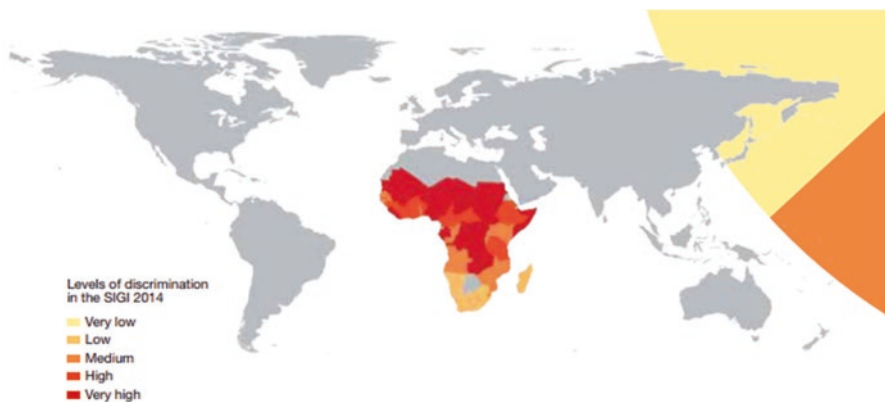 Levels of discrimination
in the SIGI 2014
Very low
Low
Medium
High
Very high